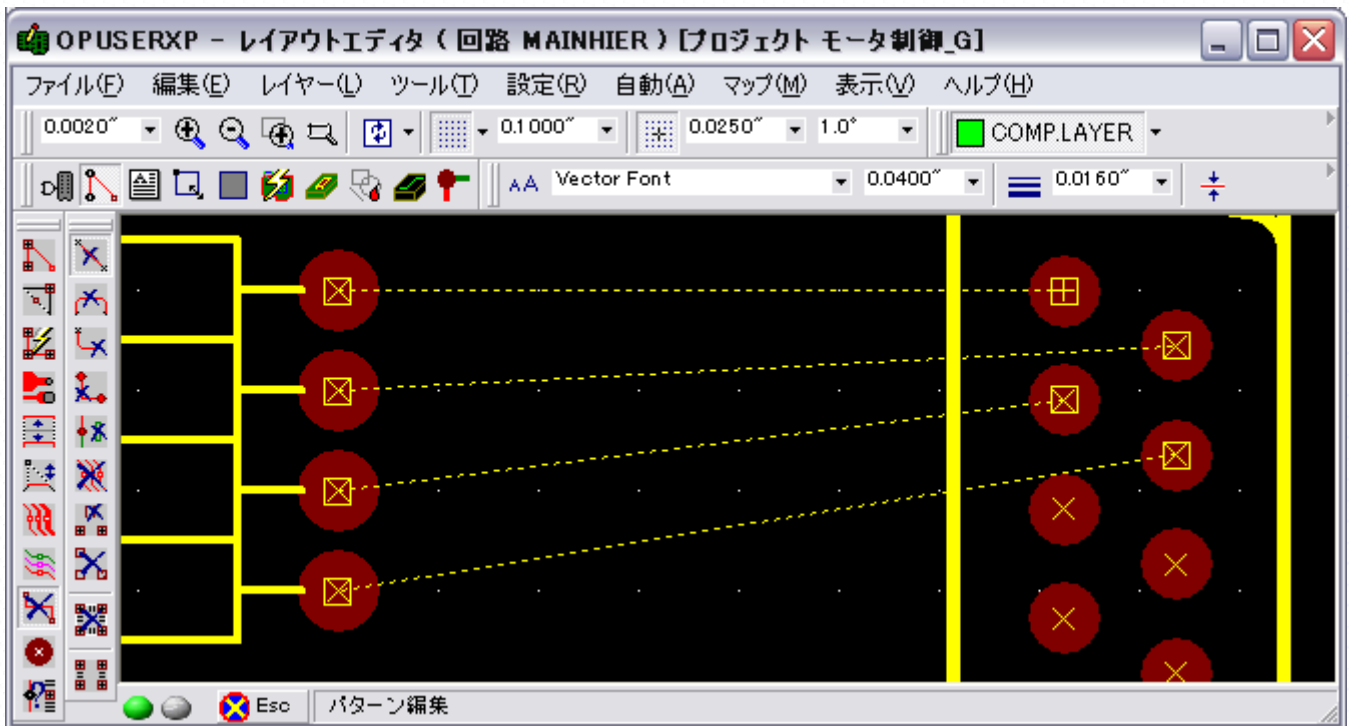 OPUSERXP - レイアウトエディタ ( 回路 MAINHIER ) [プロジェクト モータ制御_G]
ファイル(F) 編集(E) レイヤー(L) ツール(T) 設定(R) 自動(A) マップ(M) 表示(V) ヘルプ(H)
0.0020" 0.1000" 0.0250" 1.0° COMP.LAYER
AA Vector Font 0.0400" 0.0160"
Esc パターン編集